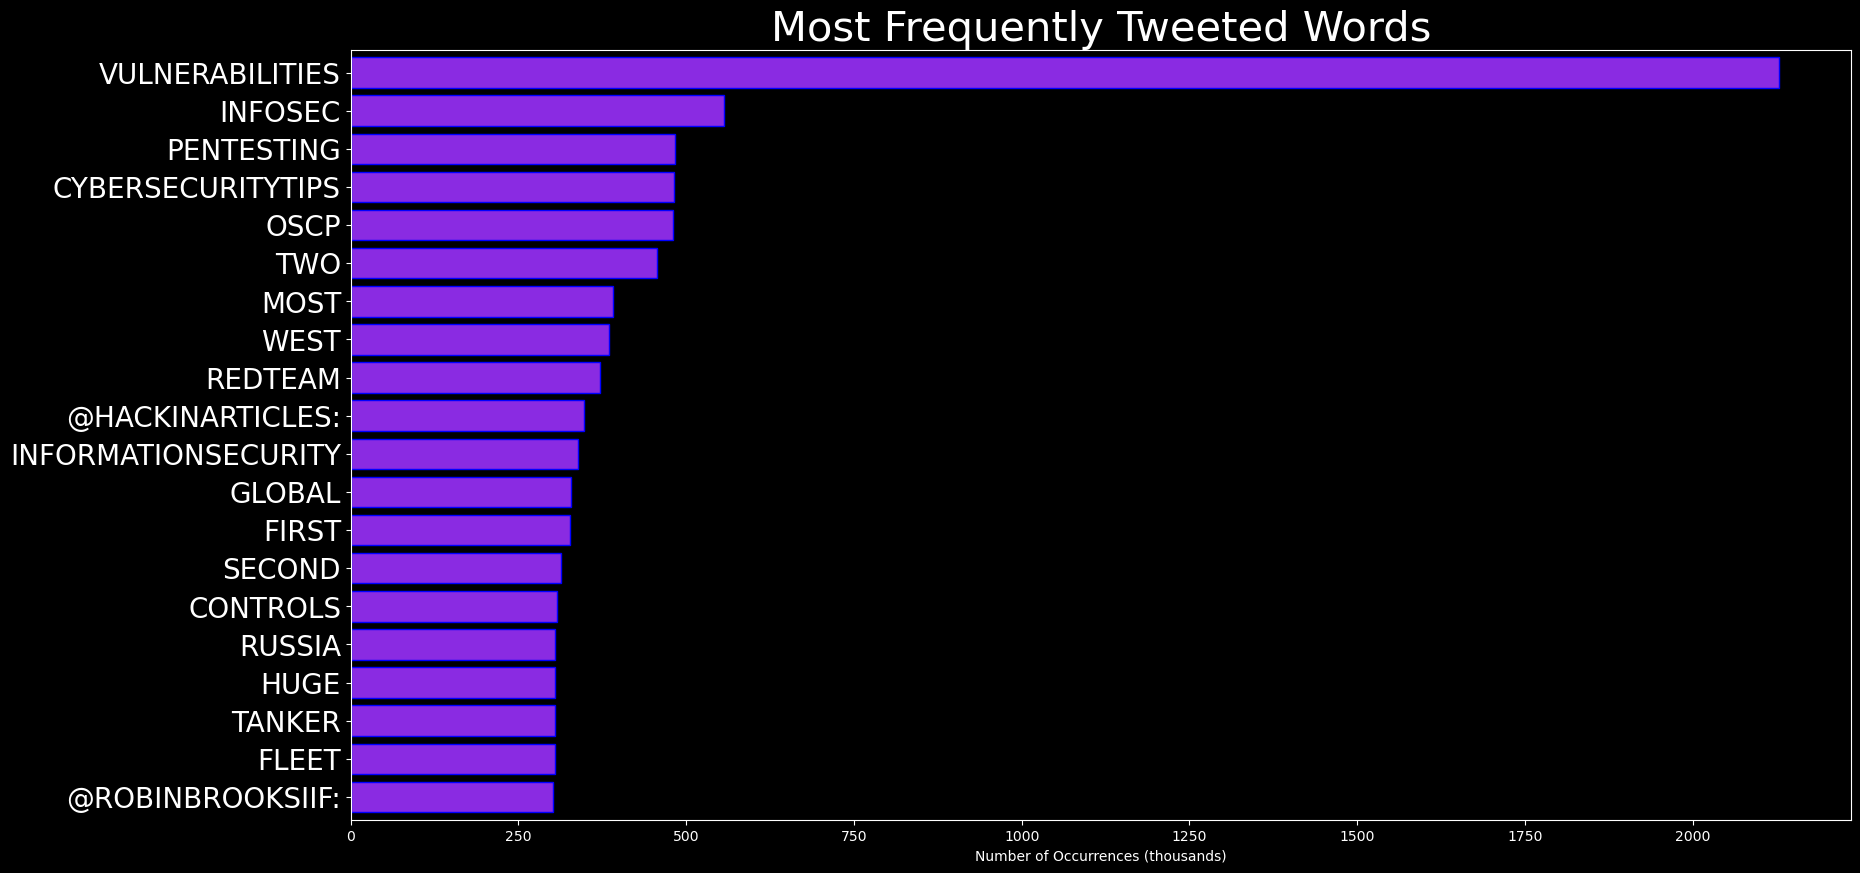 Most Frequently Tweeted Words
VULNERABILITIES
INFOSEC
PENTESTING
CYBERSECURITYTIPS
OSCP
TWO
MOST
WEST
REDTEAM
@HACKINARTICLES:
INFORMATIONSECURITY
GLOBAL
FIRST
SECOND
CONTROLS
RUSSIA
HUGE
TANKER
FLEET
@ROBINBROOKSIIF:
0 250 500 750 1000 1250 1500 1750 2000
Number of Occurrences (thousands)